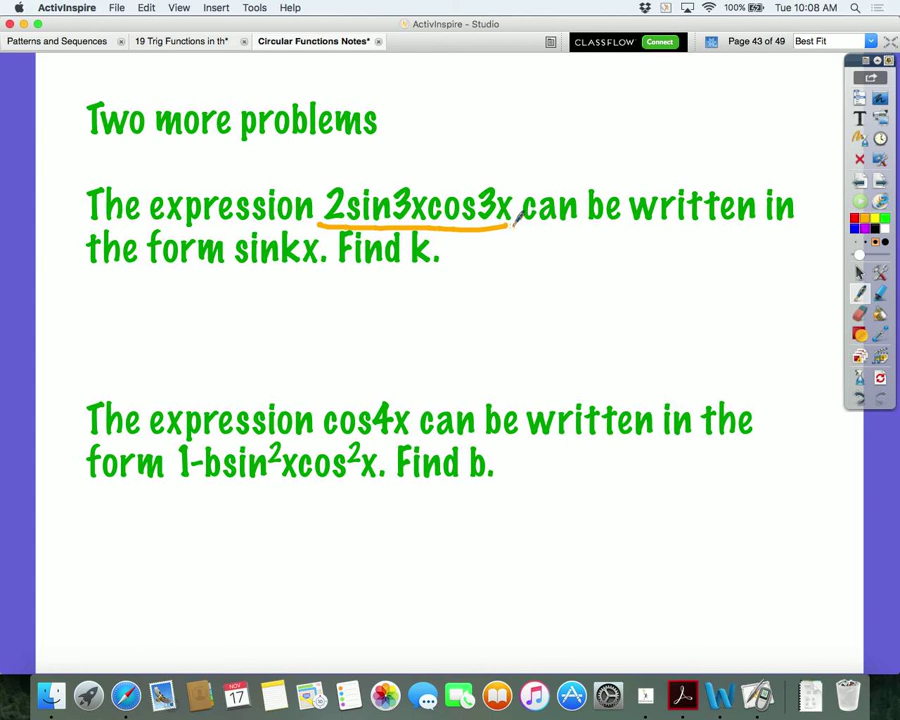 ActivInspire File Edit View Insert Tools Help 100% Tue 10:08 AM
ActivInspire - Studio
Patterns and Sequences 19 Trig Functions in th* Circular Functions Notes* CLASSFLOW Connect Page 43 of 49 Best Fit
Two more problems
The expression 2sin3xcos3x can be written in
the form sinkx. Find k.
The expression cos4x can be written in the
form 1-bsin²xcos²x. Find b.
NOV
17